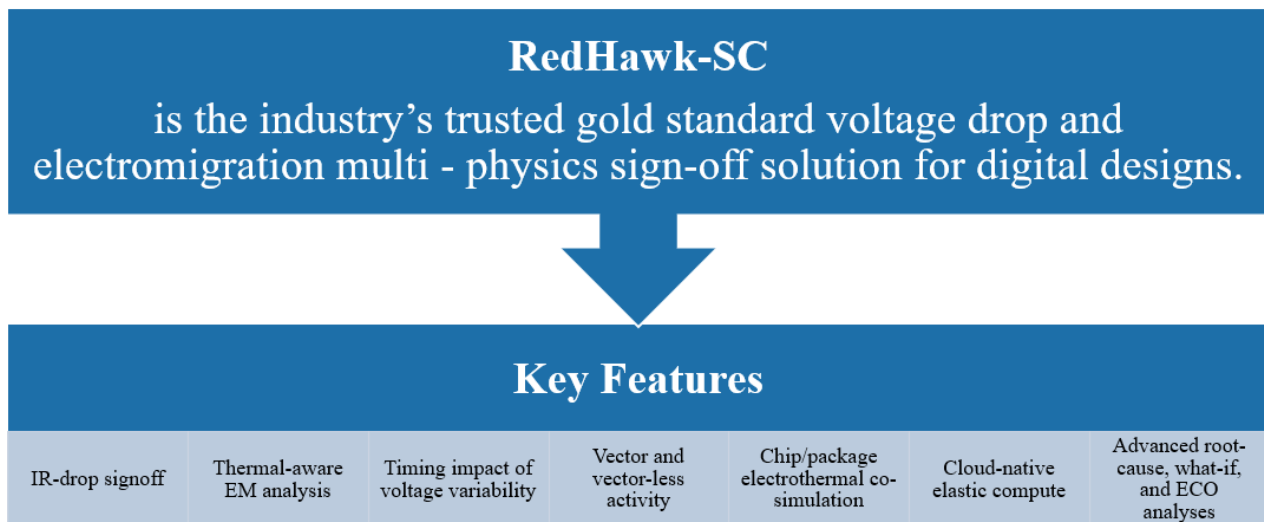 RedHawk-SC
is the industry’s trusted gold standard voltage drop and
electromigration multi - physics sign-off solution for digital designs.
Key Features
IR-drop signoff
Thermal-aware
EM analysis
Timing impact of
voltage variability
Vector and
vector-less
activity
Chip/package
electrothermal co-
simulation
Cloud-native
elastic compute
Advanced root-
cause, what-if,
and ECO
analyses